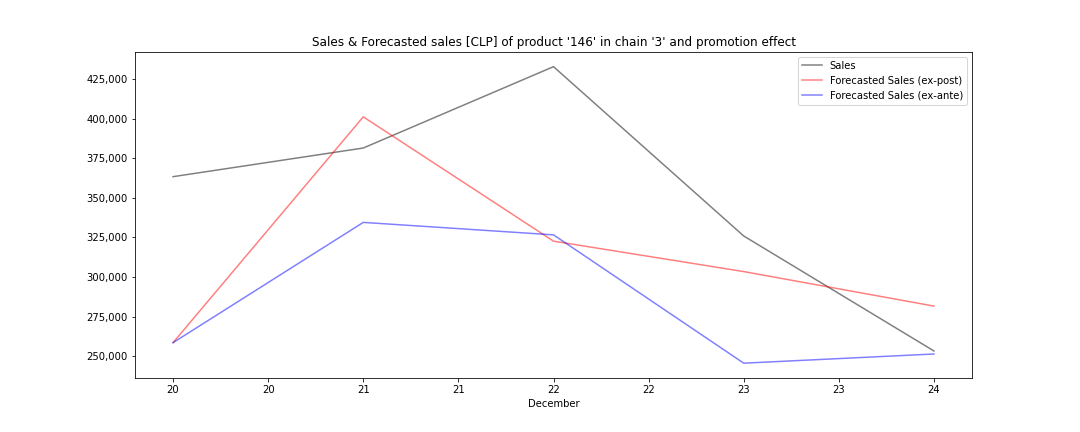 Sales & Forecasted sales [CLP] of product '146' in chain '3' and promotion effect
Sales
Forecasted Sales (ex-post)
Forecasted Sales (ex-ante)
425,000
400,000
375,000
350,000
325,000
300,000
275,000
250,000
20 20 21 21 22 22 23 23 24
December